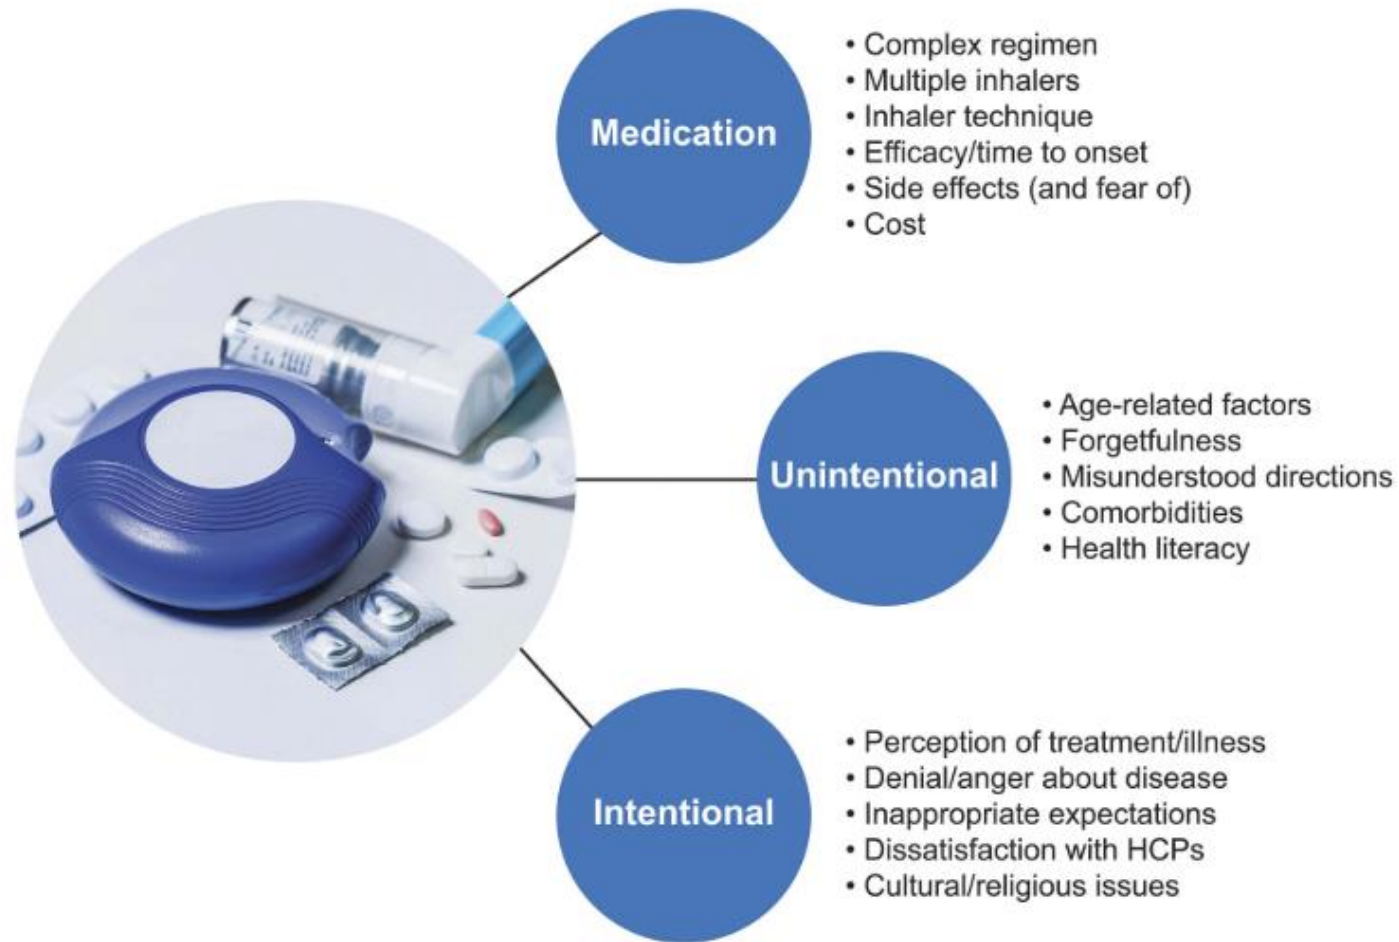 Medication
• Complex regimen
• Multiple inhalers
• Inhaler technique
• Efficacy/time to onset
• Side effects (and fear of)
• Cost
Unintentional
• Age-related factors
• Forgetfulness
• Misunderstood directions
• Comorbidities
• Health literacy
Intentional
• Perception of treatment/illness
• Denial/anger about disease
• Inappropriate expectations
• Dissatisfaction with HCPs
• Cultural/religious issues